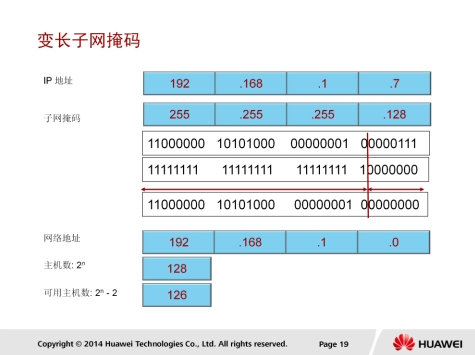 变长子网掩码
IP 地址 192 .168 .1 .7
子网掩码 255 .255 .255 .128
11000000 10101000 00000001 00000111
11111111 11111111 11111111 10000000
11000000 10101000 00000001 00000000
网络地址 192 .168 .1 .0
主机数: 2ⁿ 128
可用主机数: 2ⁿ - 2 126
Copyright © 2014 Huawei Technologies Co., Ltd. All rights reserved. Page 19 HUAWEI